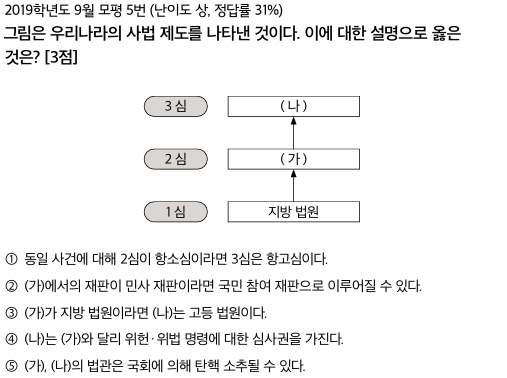 2019학년도 9월 모평 5번 (난이도 상, 정답률 31%)
그림은 우리나라의 사법 제도를 나타낸 것이다. 이에 대한 설명으로 옳은
것은? [3점]
3 심 ( 나 )
2 심 ( 가 )
1 심 지방 법원
① 동일 사건에 대해 2심이 항소심이라면 3심은 항고심이다.
② (가)에서의 재판이 민사 재판이라면 국민 참여 재판으로 이루어질 수 있다.
③ (가)가 지방 법원이라면 (나)는 고등 법원이다.
④ (나)는 (가)와 달리 위헌·위법 명령에 대한 심사권을 가진다.
⑤ (가), (나)의 법관은 국회에 의해 탄핵 소추될 수 있다.